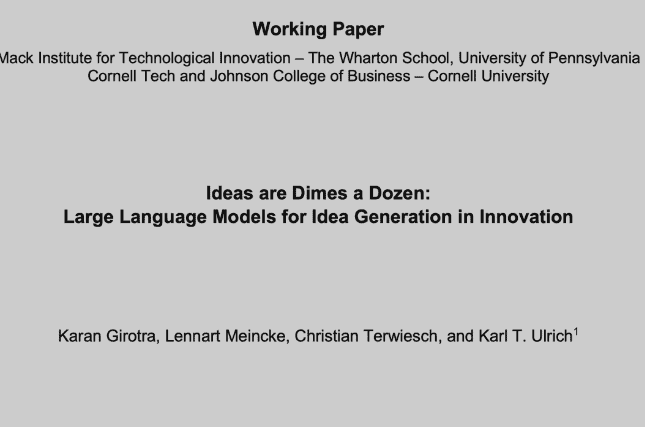 Working Paper
Mack Institute for Technological Innovation – The Wharton School, University of Pennsylvania
Cornell Tech and Johnson College of Business – Cornell University
Ideas are Dimes a Dozen:
Large Language Models for Idea Generation in Innovation
Karan Girotra, Lennart Meincke, Christian Terwiesch, and Karl T. Ulrich¹